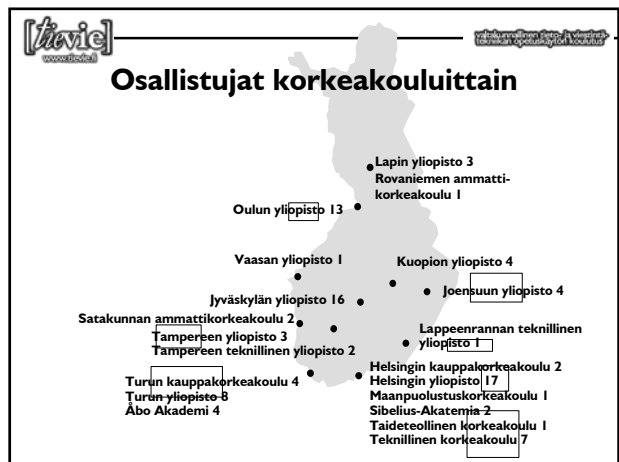 [tievie]
www.tievie.fi
valtakunnallinen tieto- ja viestintä-
tekniikan opetuskäytön koulutus
Osallistujat korkeakouluittain
Lapin yliopisto 3
Rovaniemen ammatti-
korkeakoulu 1
Oulun yliopisto 13
Vaasan yliopisto 1
Kuopion yliopisto 4
Joensuun yliopisto 4
Jyväskylän yliopisto 16
Satakunnan ammattikorkeakoulu 2
Tampereen yliopisto 3
Tampereen teknillinen yliopisto 2
Lappeenrannan teknillinen
yliopisto 1
Turun kauppakorkeakoulu 4
Turun yliopisto 8
Åbo Akademi 4
Helsingin kauppakorkeakoulu 2
Helsingin yliopisto 17
Maanpuolustuskorkeakoulu 1
Sibelius-Akatemia 2
Taideteollinen korkeakoulu 1
Teknillinen korkeakoulu 7